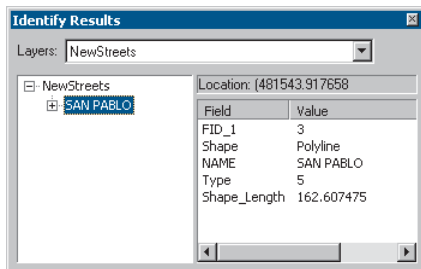 Identify Results
Layers: NewStreets
NewStreets
SAN PABLO
Location: (481543.917658
Field Value
FID_1 3
Shape Polyline
NAME SAN PABLO
Type 5
Shape_Length 162.607475